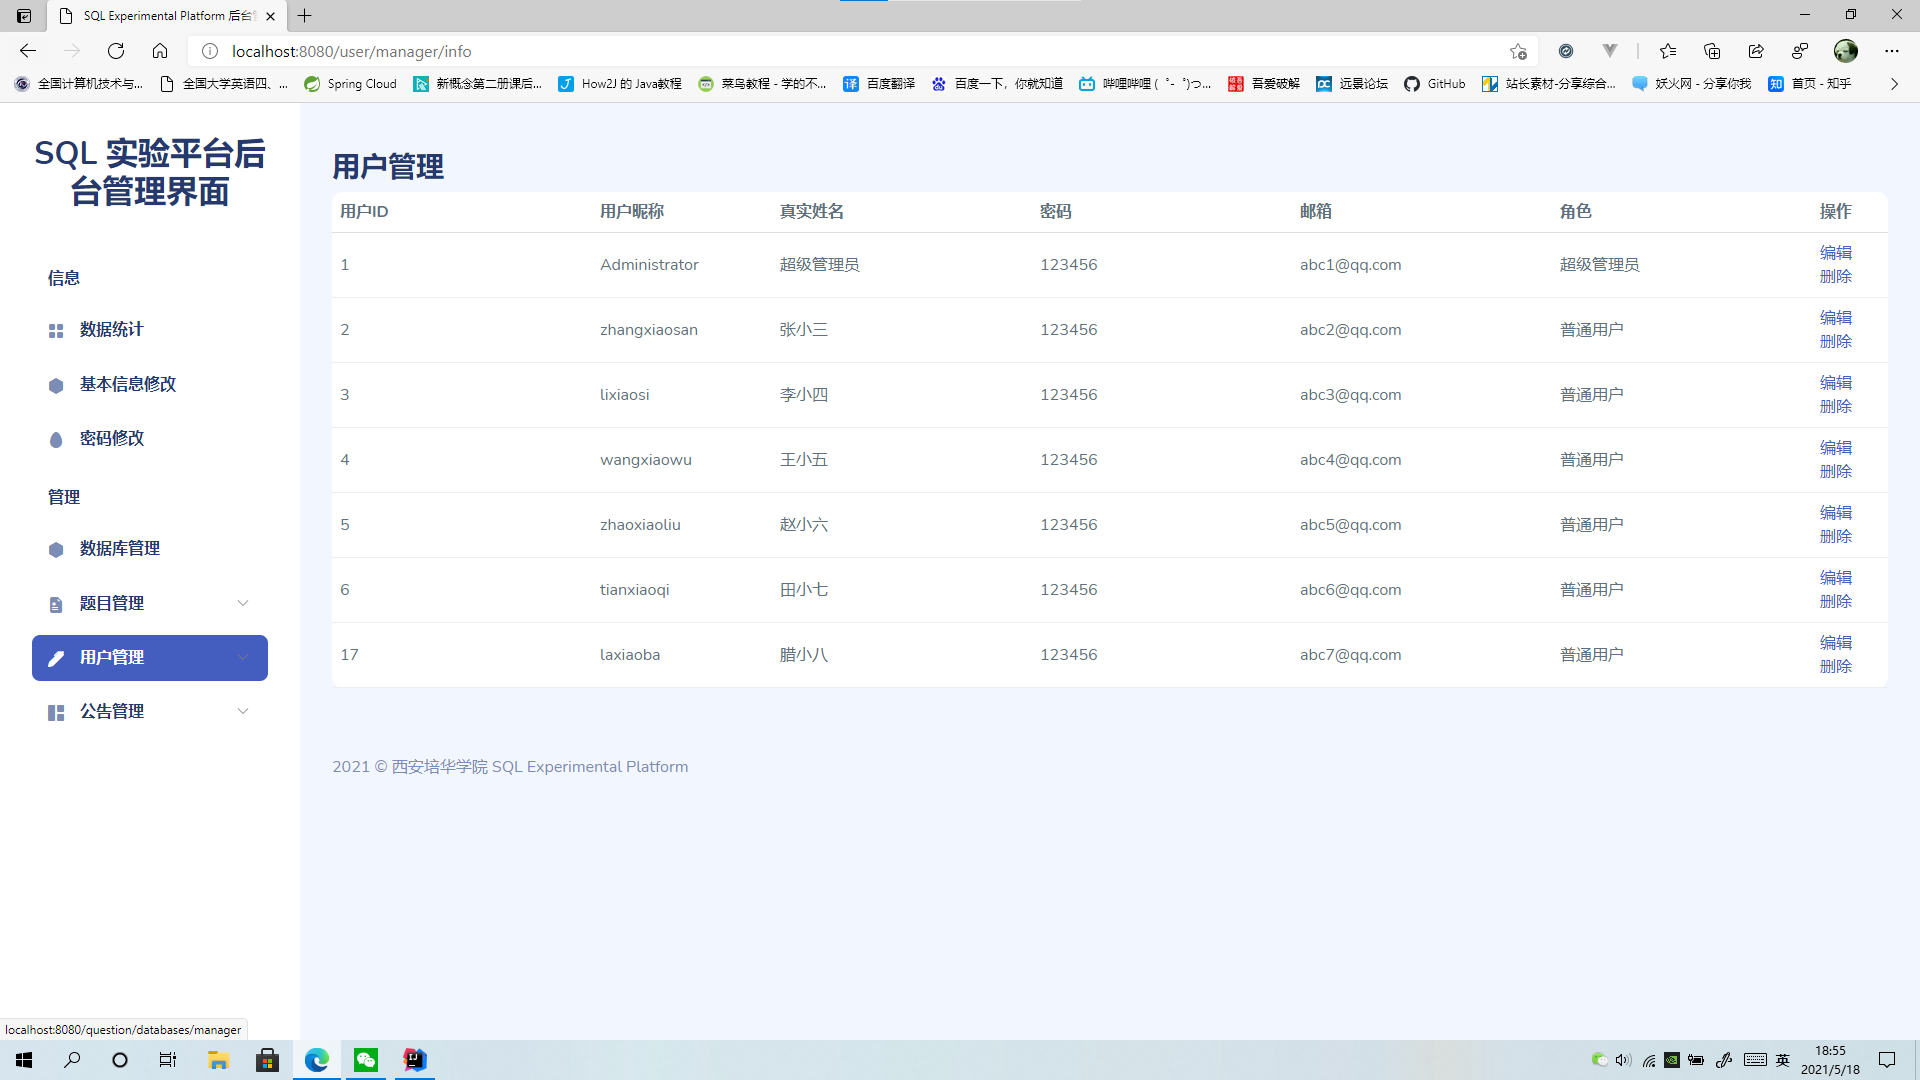 SQL Experimental Platform 后台
localhost:8080/user/manager/info
全国计算机技术与... 全国大学英语四、... Spring Cloud 新概念第二册课后... How2J 的 Java教程 菜鸟教程 - 学的不... 百度翻译 百度一下，你就知道 哔哩哔哩 ( ゜- ゜)つ... 吾爱破解 远景论坛 GitHub 站长素材-分享综合... 妖火网 - 分享你我 首页 - 知乎
SQL 实验平台后
台管理界面
信息
数据统计
基本信息修改
密码修改
管理
数据库管理
题目管理
用户管理
公告管理
用户管理
用户ID 用户昵称 真实姓名 密码 邮箱 角色 操作
1 Administrator 超级管理员 123456 abc1@qq.com 超级管理员 编辑
删除
2 zhangxiaosan 张小三 123456 abc2@qq.com 普通用户 编辑
删除
3 lixiaosi 李小四 123456 abc3@qq.com 普通用户 编辑
删除
4 wangxiaowu 王小五 123456 abc4@qq.com 普通用户 编辑
删除
5 zhaoxiaoliu 赵小六 123456 abc5@qq.com 普通用户 编辑
删除
6 tianxiaoqi 田小七 123456 abc6@qq.com 普通用户 编辑
删除
17 laxiaoba 腊小八 123456 abc7@qq.com 普通用户 编辑
删除
2021 © 西安培华学院 SQL Experimental Platform
localhost:8080/question/databases/manager
英
18:55
2021/5/18